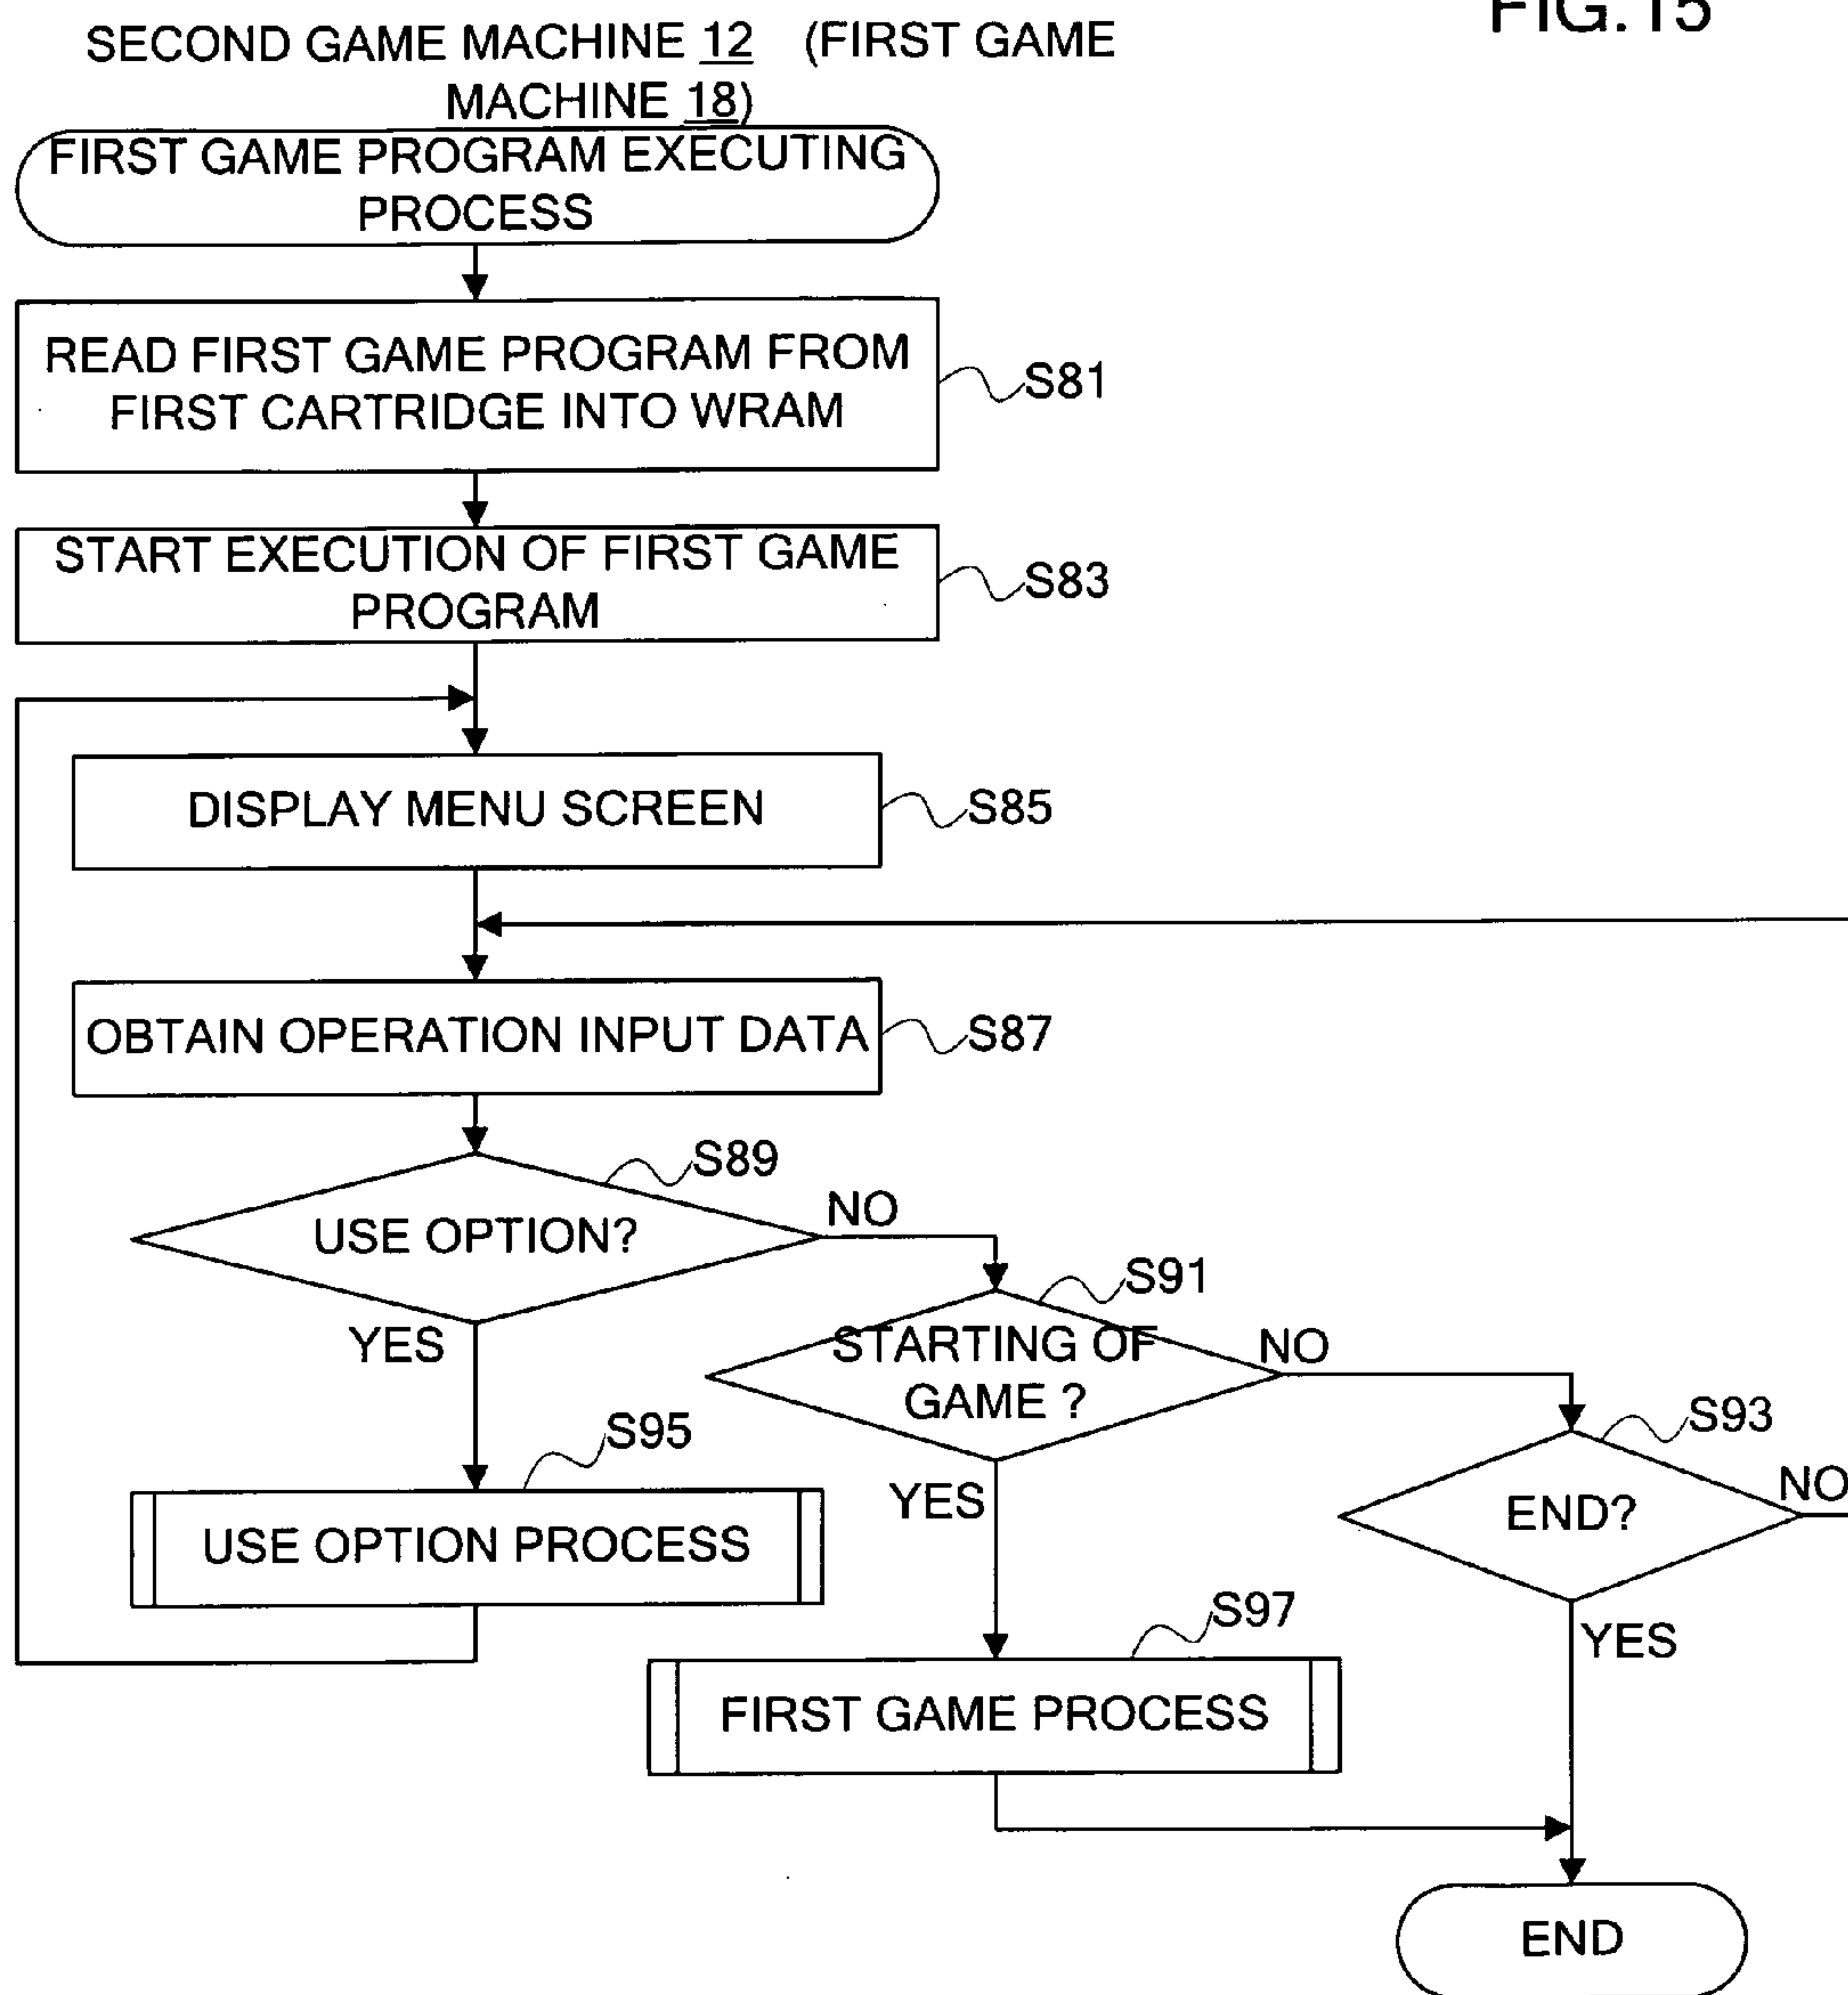 FIG.15
SECOND GAME MACHINE 12 (FIRST GAME
MACHINE 18)
FIRST GAME PROGRAM EXECUTING
PROCESS
READ FIRST GAME PROGRAM FROM
FIRST CARTRIDGE INTO WRAM
S81
START EXECUTION OF FIRST GAME
PROGRAM
S83
DISPLAY MENU SCREEN
S85
OBTAIN OPERATION INPUT DATA
S87
S89
USE OPTION?
NO
YES
S91
STARTING OF
GAME ?
NO
YES
S93
END?
NO
YES
S95
USE OPTION PROCESS
S97
FIRST GAME PROCESS
END